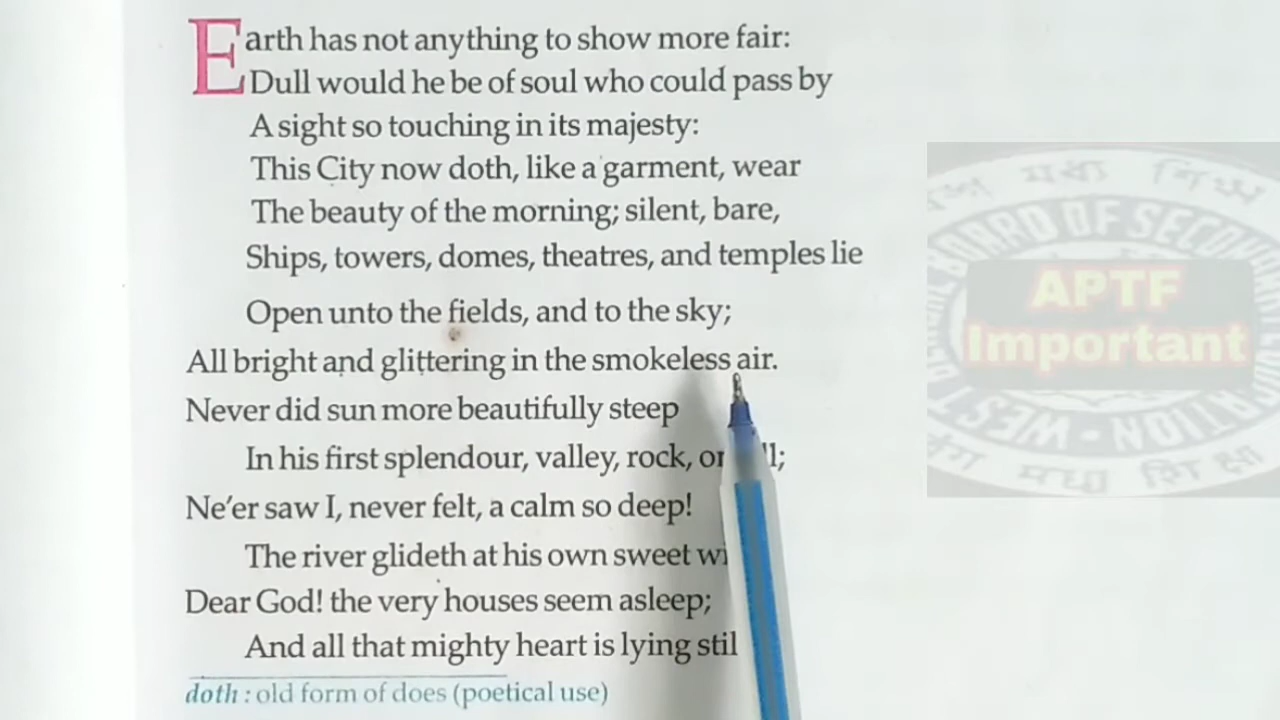 Earth has not anything to show more fair:
Dull would he be of soul who could pass by
A sight so touching in its majesty:
This City now doth, like a garment, wear
The beauty of the morning; silent, bare,
Ships, towers, domes, theatres, and temples lie
Open unto the fields, and to the sky;
All bright and glittering in the smokeless air.
Never did sun more beautifully steep
In his first splendour, valley, rock, or
Ne'er saw I, never felt, a calm so deep!
The river glideth at his own sweet
Dear God! the very houses seem asleep;
And all that mighty heart is lying
doth : old form of does (poetical use)
APTF
Important